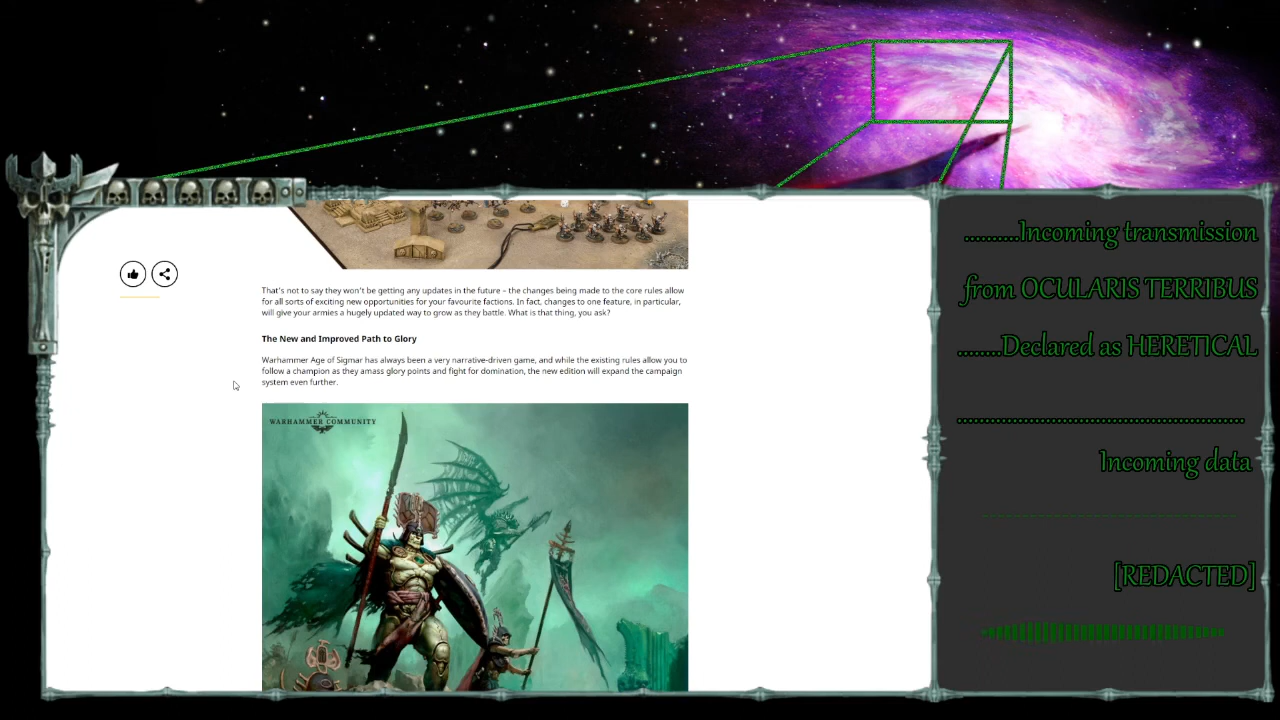 That's not to say they won't be getting any updates in the future – the changes being made to the core rules allow
for all sorts of exciting new opportunities for your favourite factions. In fact, changes to one feature, in particular,
will give your armies a hugely updated way to grow as they battle. What is that thing, you ask?
The New and Improved Path to Glory
Warhammer Age of Sigmar has always been a very narrative-driven game, and while the existing rules allow you to
follow a champion as they amass glory points and fight for domination, the new edition will expand the campaign
system even further.
WARHAMMER COMMUNITY
..........Incoming transmission
from OCULARIS TERRIBUS
........Declared as HERETICAL
Incoming data
[REDACTED]